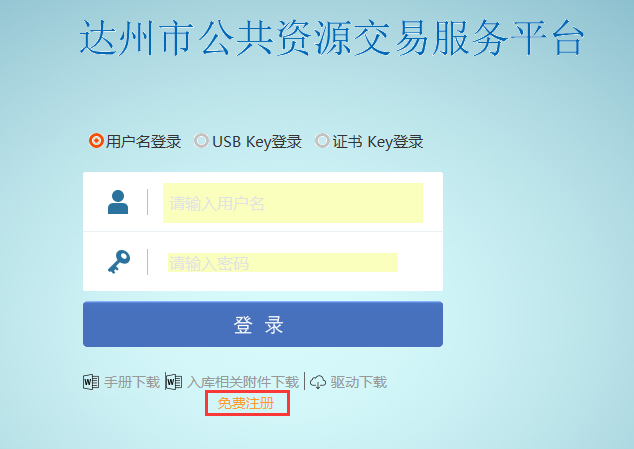 达州市公共资源交易服务平台
用户名登录 USB Key登录 证书 Key登录
请输入用户名
请输入密码
登 录
手册下载 入库相关附件下载 驱动下载
免费注册